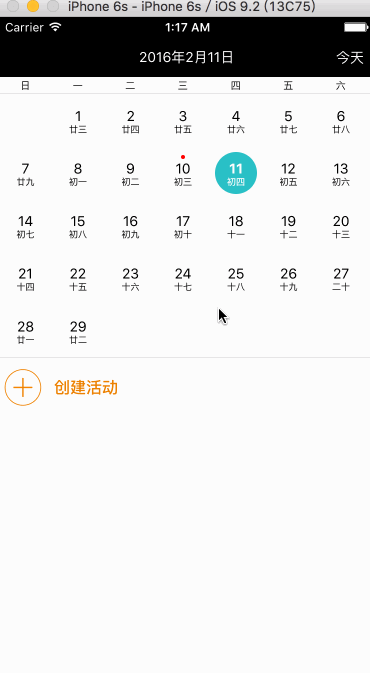 iPhone 6s - iPhone 6s / iOS 9.2 (13C75)
Carrier 1:17 AM
2016年2月11日 今天
日 一 二 三 四 五 六
1 2 3 4 5 6
廿三 廿四 廿五 廿六 廿七 廿八
7 8 9 10 11 12 13
廿九 初一 初二 初三 初四 初五 初六
14 15 16 17 18 19 20
初七 初八 初九 初十 十一 十二 十三
21 22 23 24 25 26 27
十四 十五 十六 十七 十八 十九 二十
28 29
廿一 廿二
创建活动